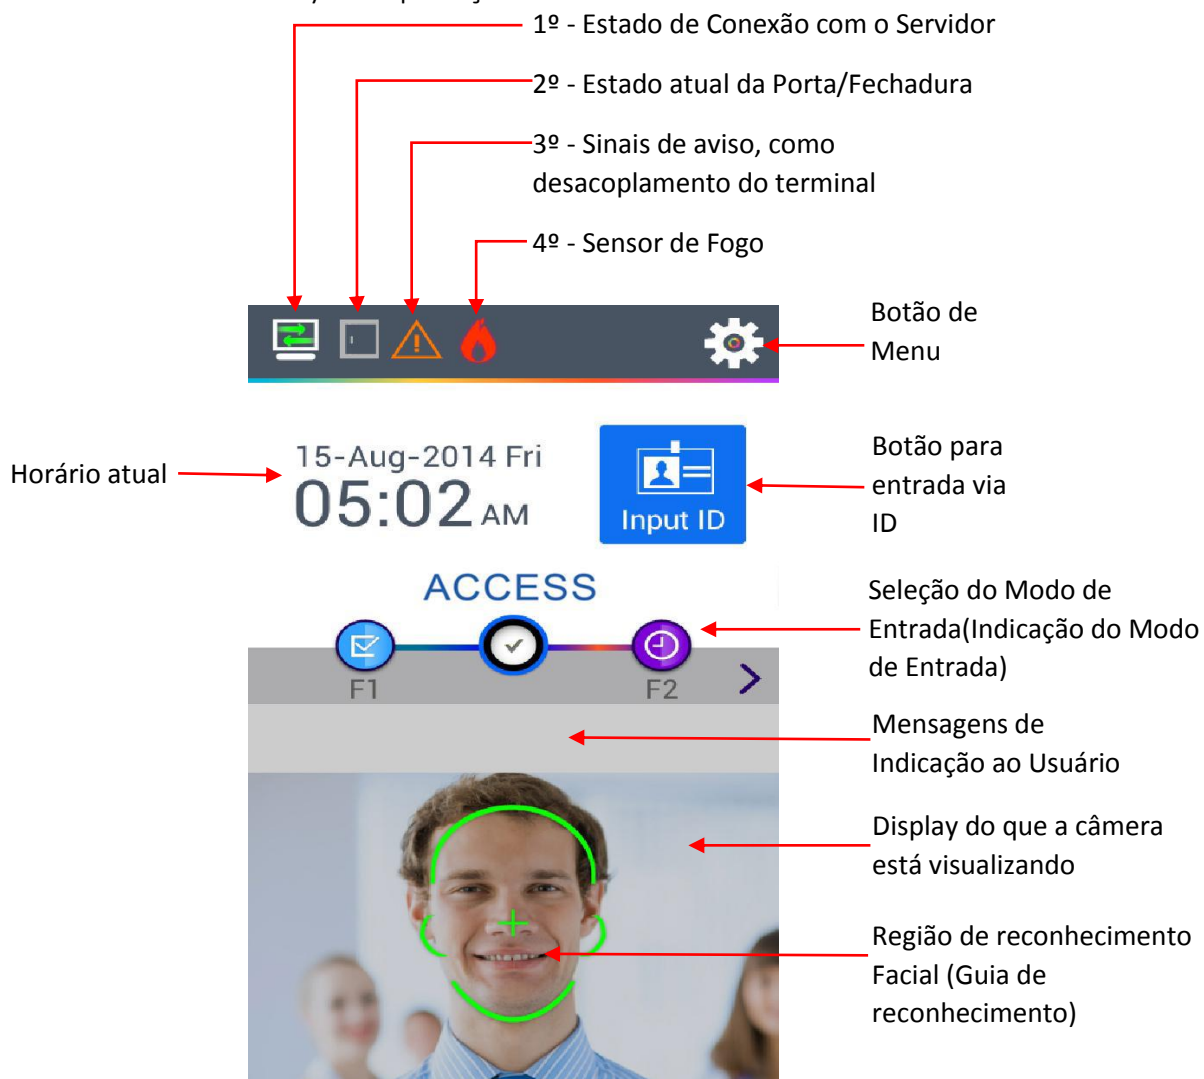 1º - Estado de Conexão com o Servidor
2º - Estado atual da Porta/Fechadura
3º - Sinais de aviso, como
desacoplamento do terminal
4º - Sensor de Fogo
Botão de
Menu
Horário atual
15-Aug-2014 Fri
05:02 AM
Input ID
Botão para
entrada via
ID
ACCESS
F1
F2
Seleção do Modo de
Entrada(Indicação do Modo
de Entrada)
Mensagens de
Indicação ao Usuário
Display do que a câmera
está visualizando
Região de reconhecimento
Facial (Guia de
reconhecimento)